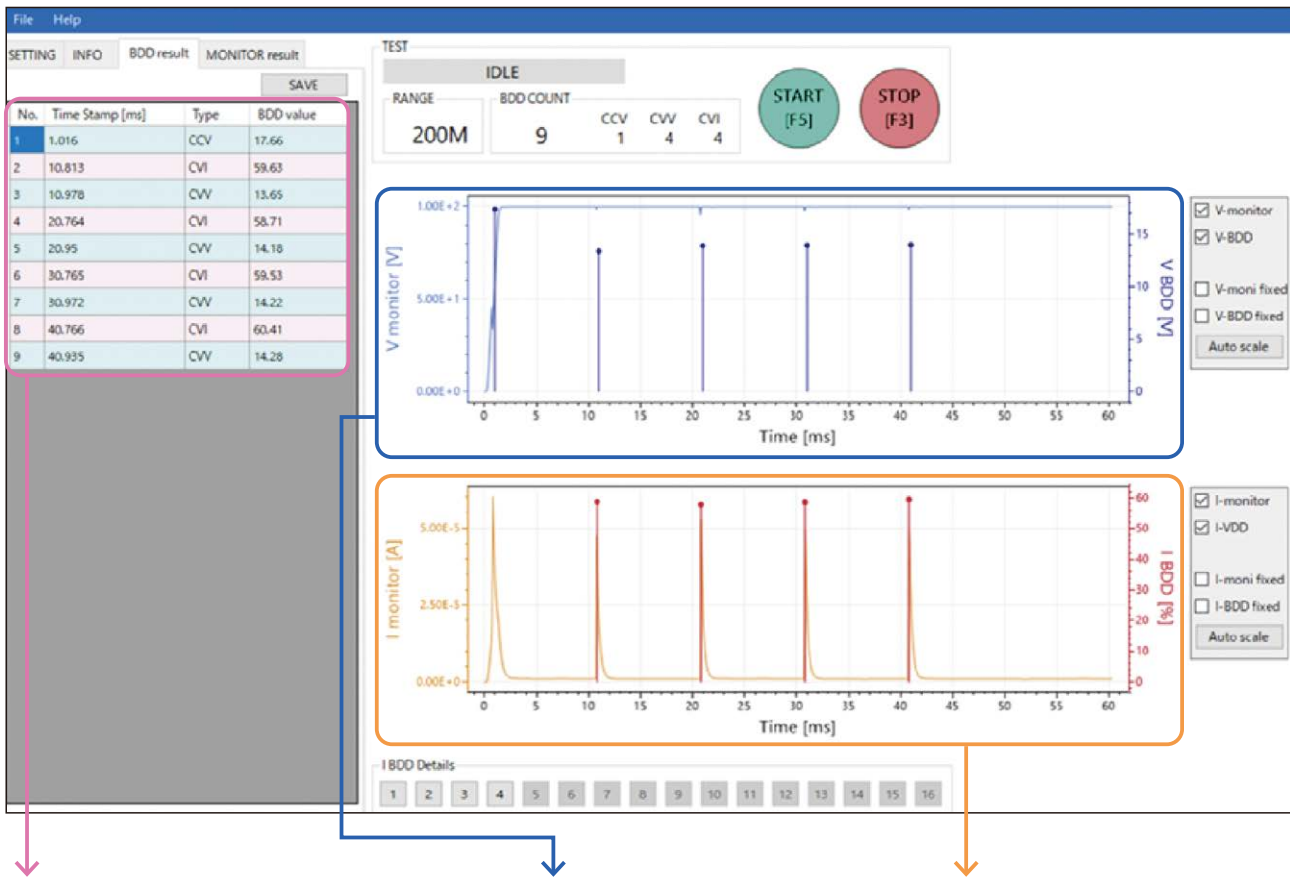 File Help
SETTING INFO BDD result MONITOR result
SAVE
No. Time Stamp [ms] Type BDD value
1 1.016 CCV 17.66
2 10.813 CVI 59.63
3 10.978 CVV 13.65
4 20.764 CVI 58.71
5 20.95 CVV 14.18
6 30.765 CVI 59.53
7 30.972 CVV 14.22
8 40.766 CVI 60.41
9 40.935 CVV 14.28
TEST
IDLE
RANGE
200M
BDD COUNT
CCV CVV CVI
9 1 4 4
START
[F5]
STOP
[F3]
V monitor [V]
1.00E+2
5.00E+1
0.00E+0
15
10
5
0
V BDD [V]
0 5 10 15 20 25 30 35 40 45 50 55 60
Time [ms]
V-monitor
V-BDD
V-moni fixed
V-BDD fixed
Auto scale
I monitor [A]
5.00E-5
2.50E-5
0.00E+0
60
50
40
30
20
10
0
I BDD [%]
0 5 10 15 20 25 30 35 40 45 50 55 60
Time [ms]
I-monitor
I-VDD
I-moni fixed
I-BDD fixed
Auto scale
I BDD Details
1 2 3 4 5 6 7 8 9 10 11 12 13 14 15 16